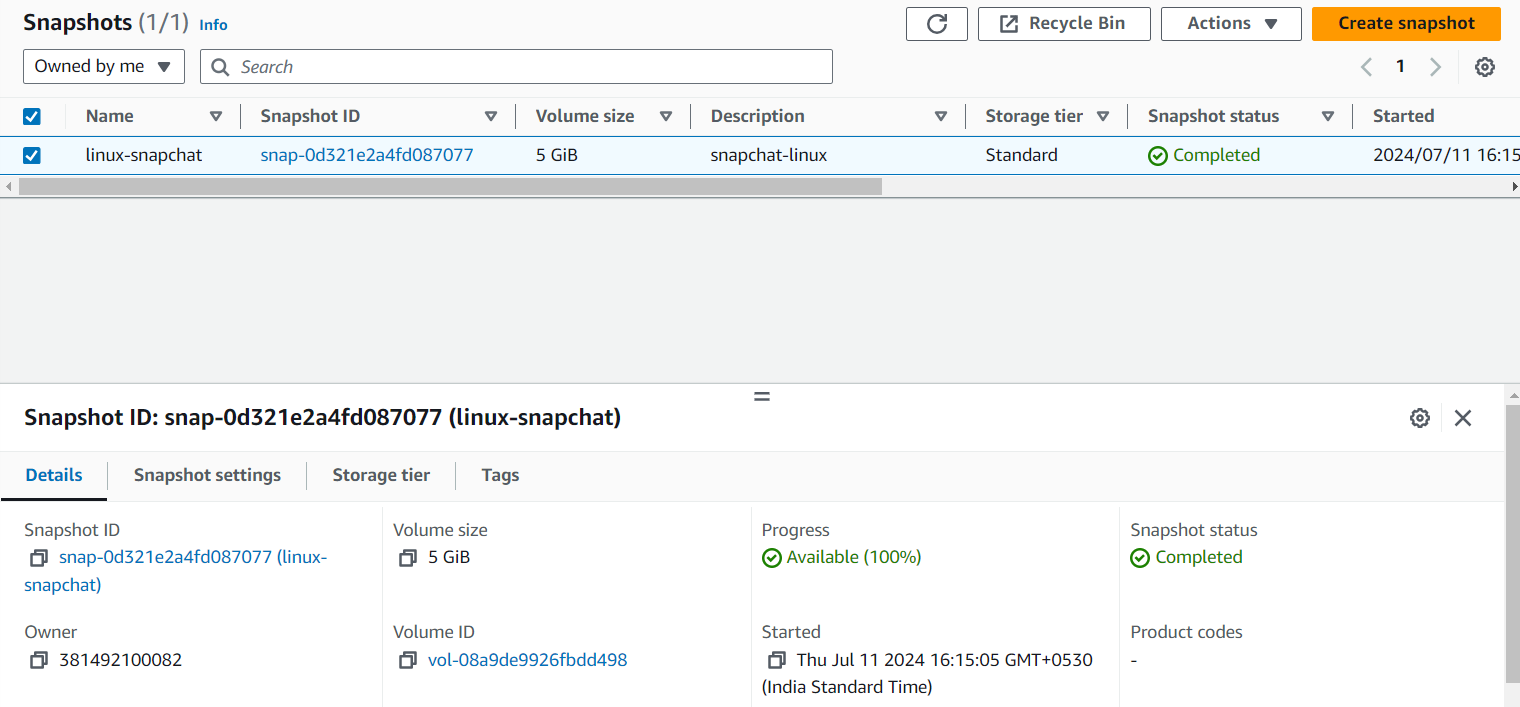 Snapshots (1/1) Info
Recycle Bin
Actions
Create snapshot
Owned by me
Search
1
Name Snapshot ID Volume size Description Storage tier Snapshot status Started
linux-snapchat snap-0d321e2a4fd087077 5 GiB snapchat-linux Standard Completed 2024/07/11 16:15
Snapshot ID: snap-0d321e2a4fd087077 (linux-snapchat)
Details Snapshot settings Storage tier Tags
Snapshot ID
snap-0d321e2a4fd087077 (linux-
snapchat)
Volume size
5 GiB
Progress
Available (100%)
Snapshot status
Completed
Owner
381492100082
Volume ID
vol-08a9de9926fbdd498
Started
Thu Jul 11 2024 16:15:05 GMT+0530
(India Standard Time)
Product codes
-